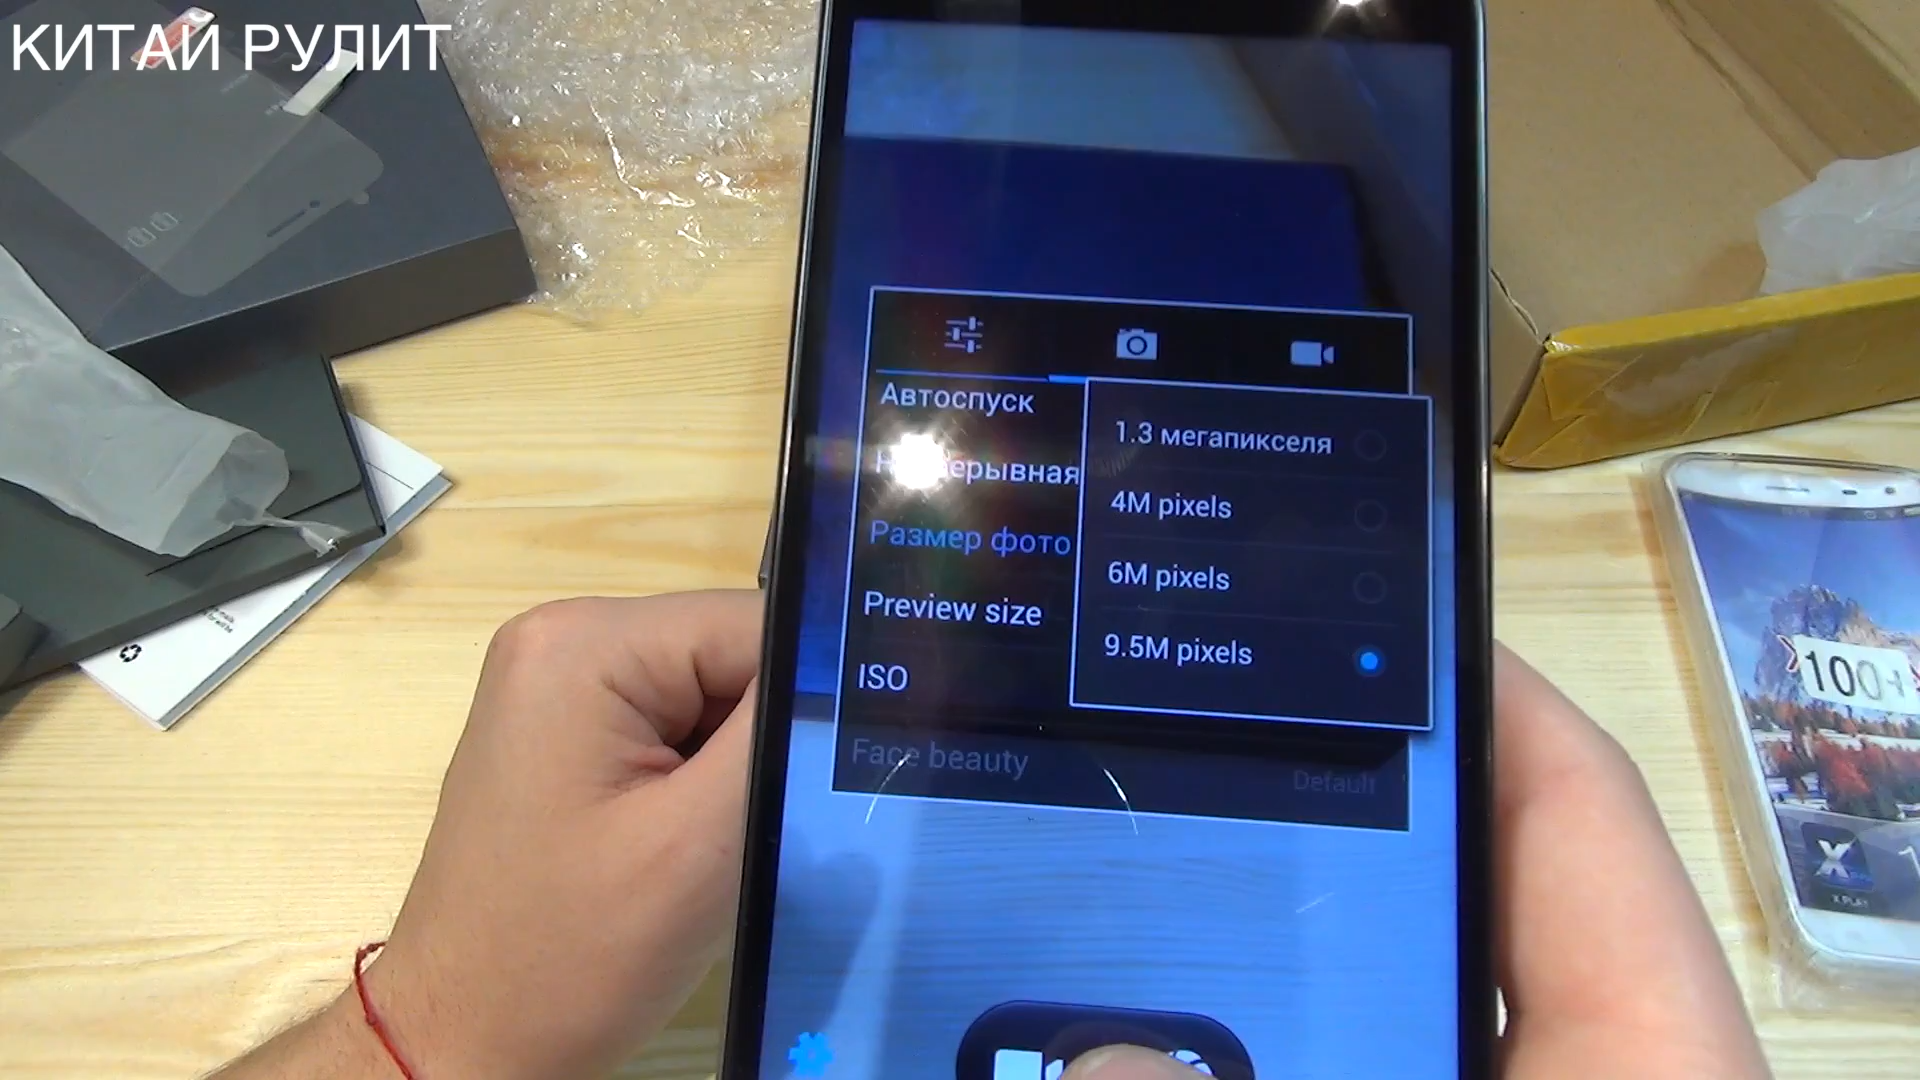 КИТАЙ РУЛИТ
Автоспуск
Размер фото
Preview size
ISO
Face beauty
Default
1.3 мегапикселя
4M pixels
6M pixels
9.5M pixels
X PLAY